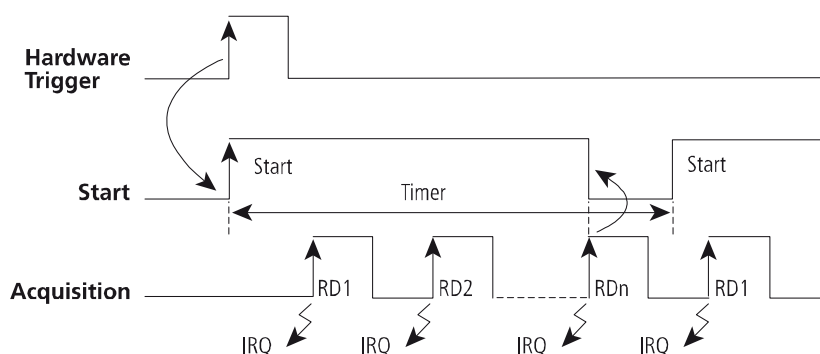 Hardware
Trigger
Start
Start
Start
Timer
Acquisition
RD1
RD2
RDn
RD1
IRQ
IRQ
IRQ
IRQ